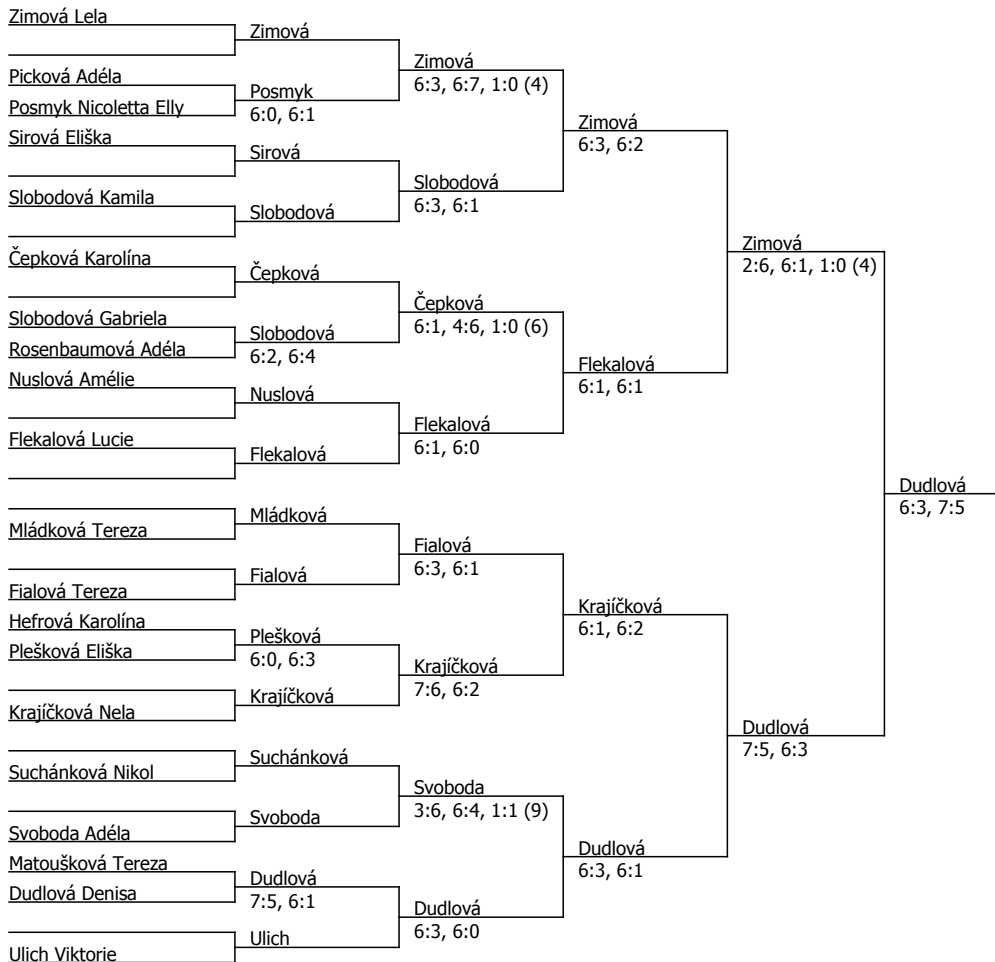 Zimová Lela
Picková Adéla
Posmyk Nicoletta Elly
Sirová Eliška
Slobodová Kamila
Čepková Karolína
Slobodová Gabriela
Rosenbaumová Adéla
Nuslová Amélie
Flekalová Lucie
Mládková Tereza
Fialová Tereza
Hefrová Karolína
Plešková Eliška
Krajíčková Nela
Suchánková Nikol
Svoboda Adéla
Matoušková Tereza
Dudlová Denisa
Ulich Viktorie
Zimová
Posmyk
6:0, 6:1
Sirová
Slobodová
Čepková
Slobodová
6:2, 6:4
Nuslová
Flekalová
Mládková
Fialová
Plešková
6:0, 6:3
Krajíčková
Suchánková
Svoboda
Dudlová
7:5, 6:1
Ulich
Zimová
6:3, 6:7, 1:0 (4)
Slobodová
6:3, 6:1
Čepková
6:1, 4:6, 1:0 (6)
Flekalová
6:1, 6:0
Fialová
6:3, 6:1
Krajíčková
7:6, 6:2
Svoboda
3:6, 6:4, 1:1 (9)
Dudlová
6:3, 6:0
Zimová
6:3, 6:2
Flekalová
6:1, 6:1
Krajíčková
6:1, 6:2
Dudlová
6:3, 6:1
Zimová
2:6, 6:1, 1:0 (4)
Dudlová
7:5, 6:3
Dudlová
6:3, 7:5